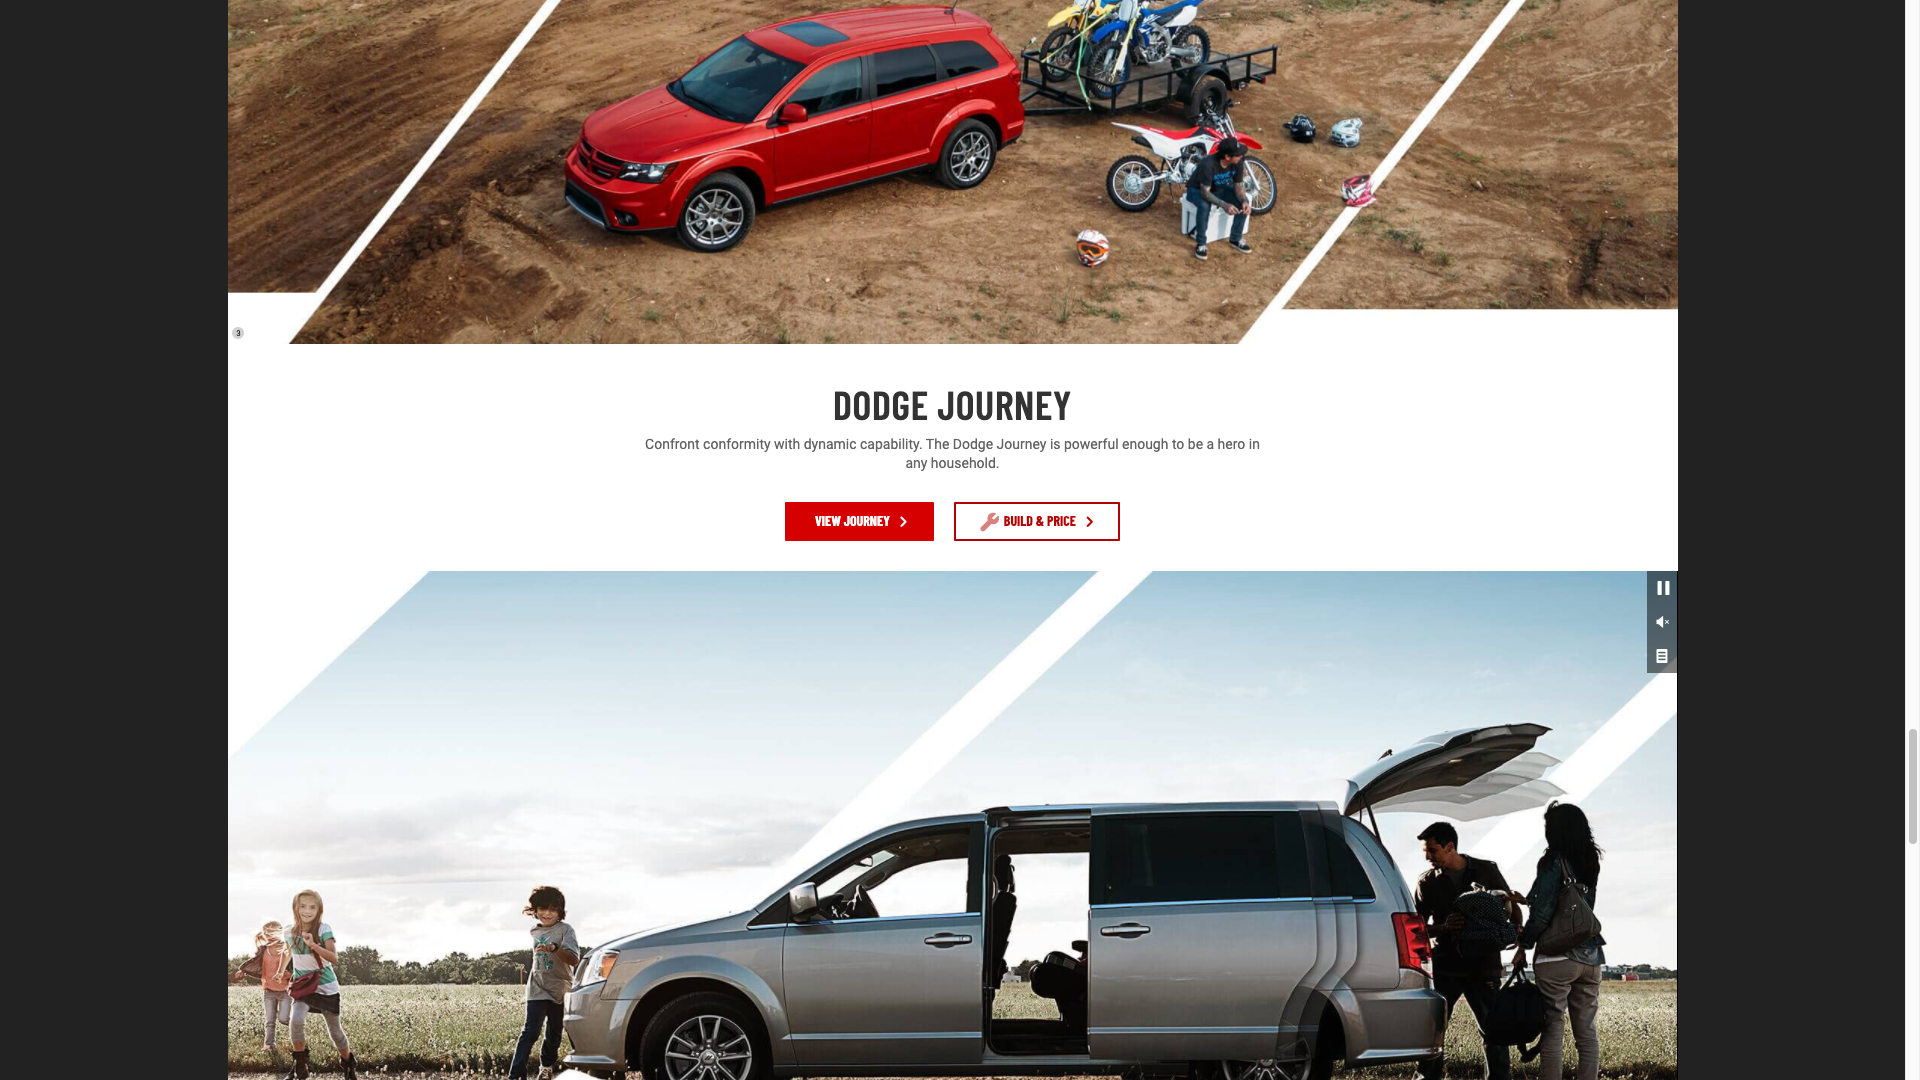 3
DODGE JOURNEY
Confront conformity with dynamic capability. The Dodge Journey is powerful enough to be a hero in
any household.
VIEW JOURNEY
BUILD & PRICE